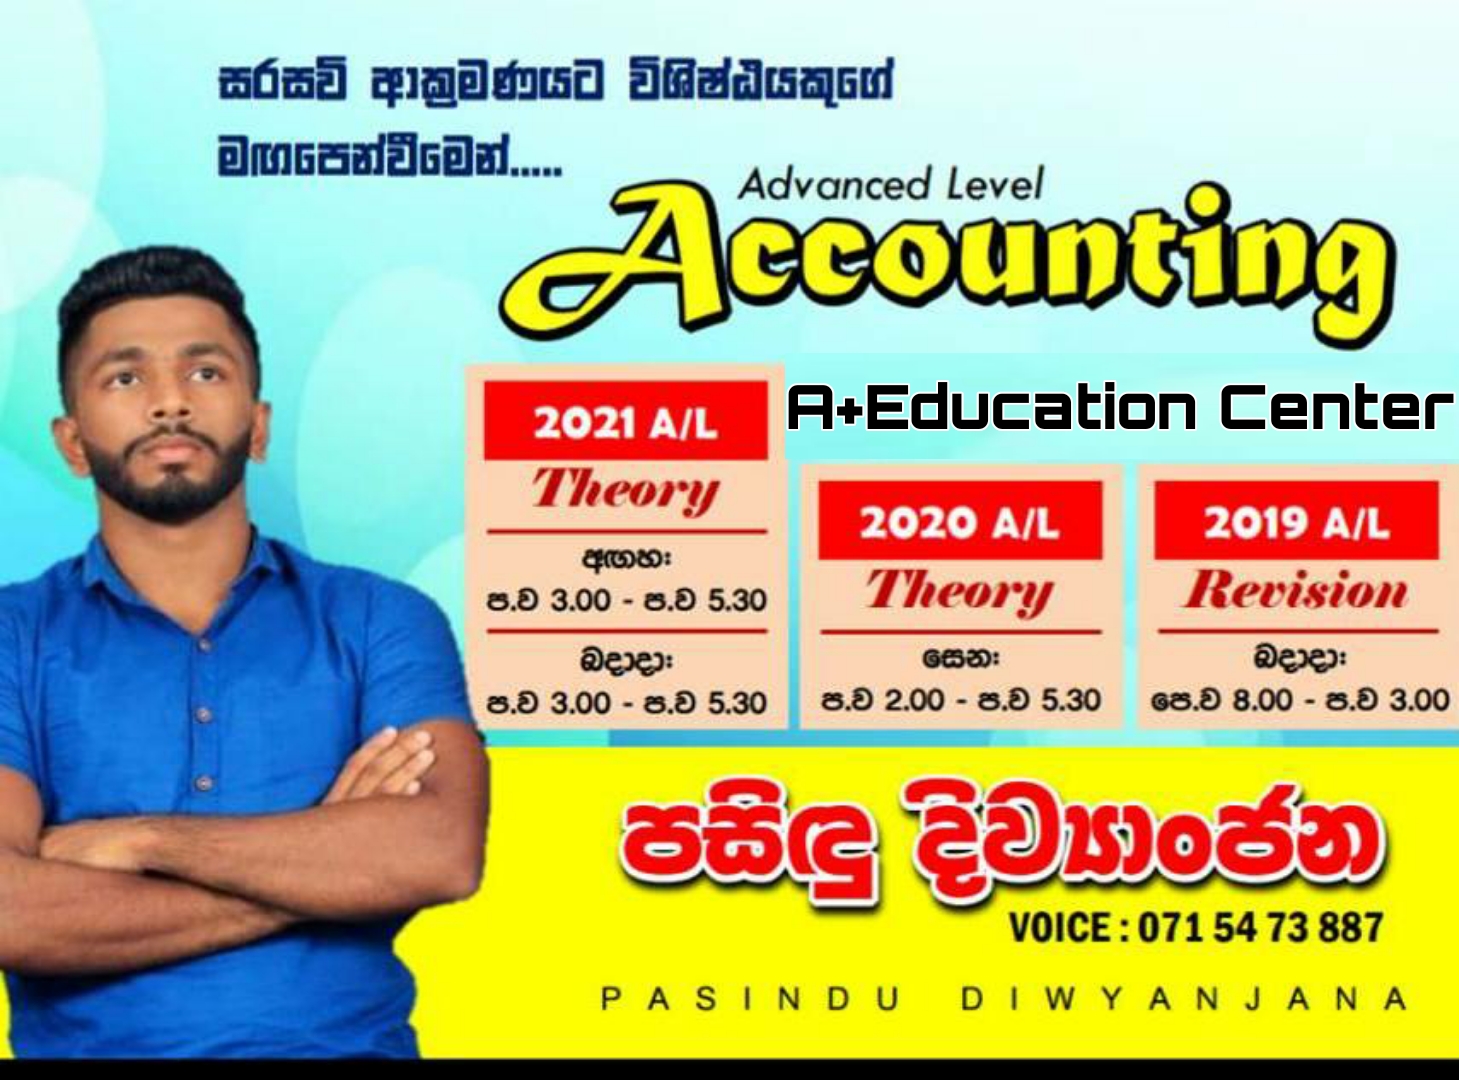 සරසවි ආක්‍රමණයට විශිෂ්ඨයකුගේ
මඟපෙන්වීමෙන්.....
Advanced Level
Accounting
A+Education Center
2021 A/L
Theory
අඟහ:
ප.ව 3.00 - ප.ව 5.30
බදාදා:
ප.ව 3.00 - ප.ව 5.30
2020 A/L
Theory
සෙන:
ප.ව 2.00 - ප.ව 5.30
2019 A/L
Revision
බදාදා:
පෙ.ව 8.00 - ප.ව 3.00
පසිඳු දිව්‍යාංජන
VOICE : 071 54 73 887
PASINDU DIWYANJANA